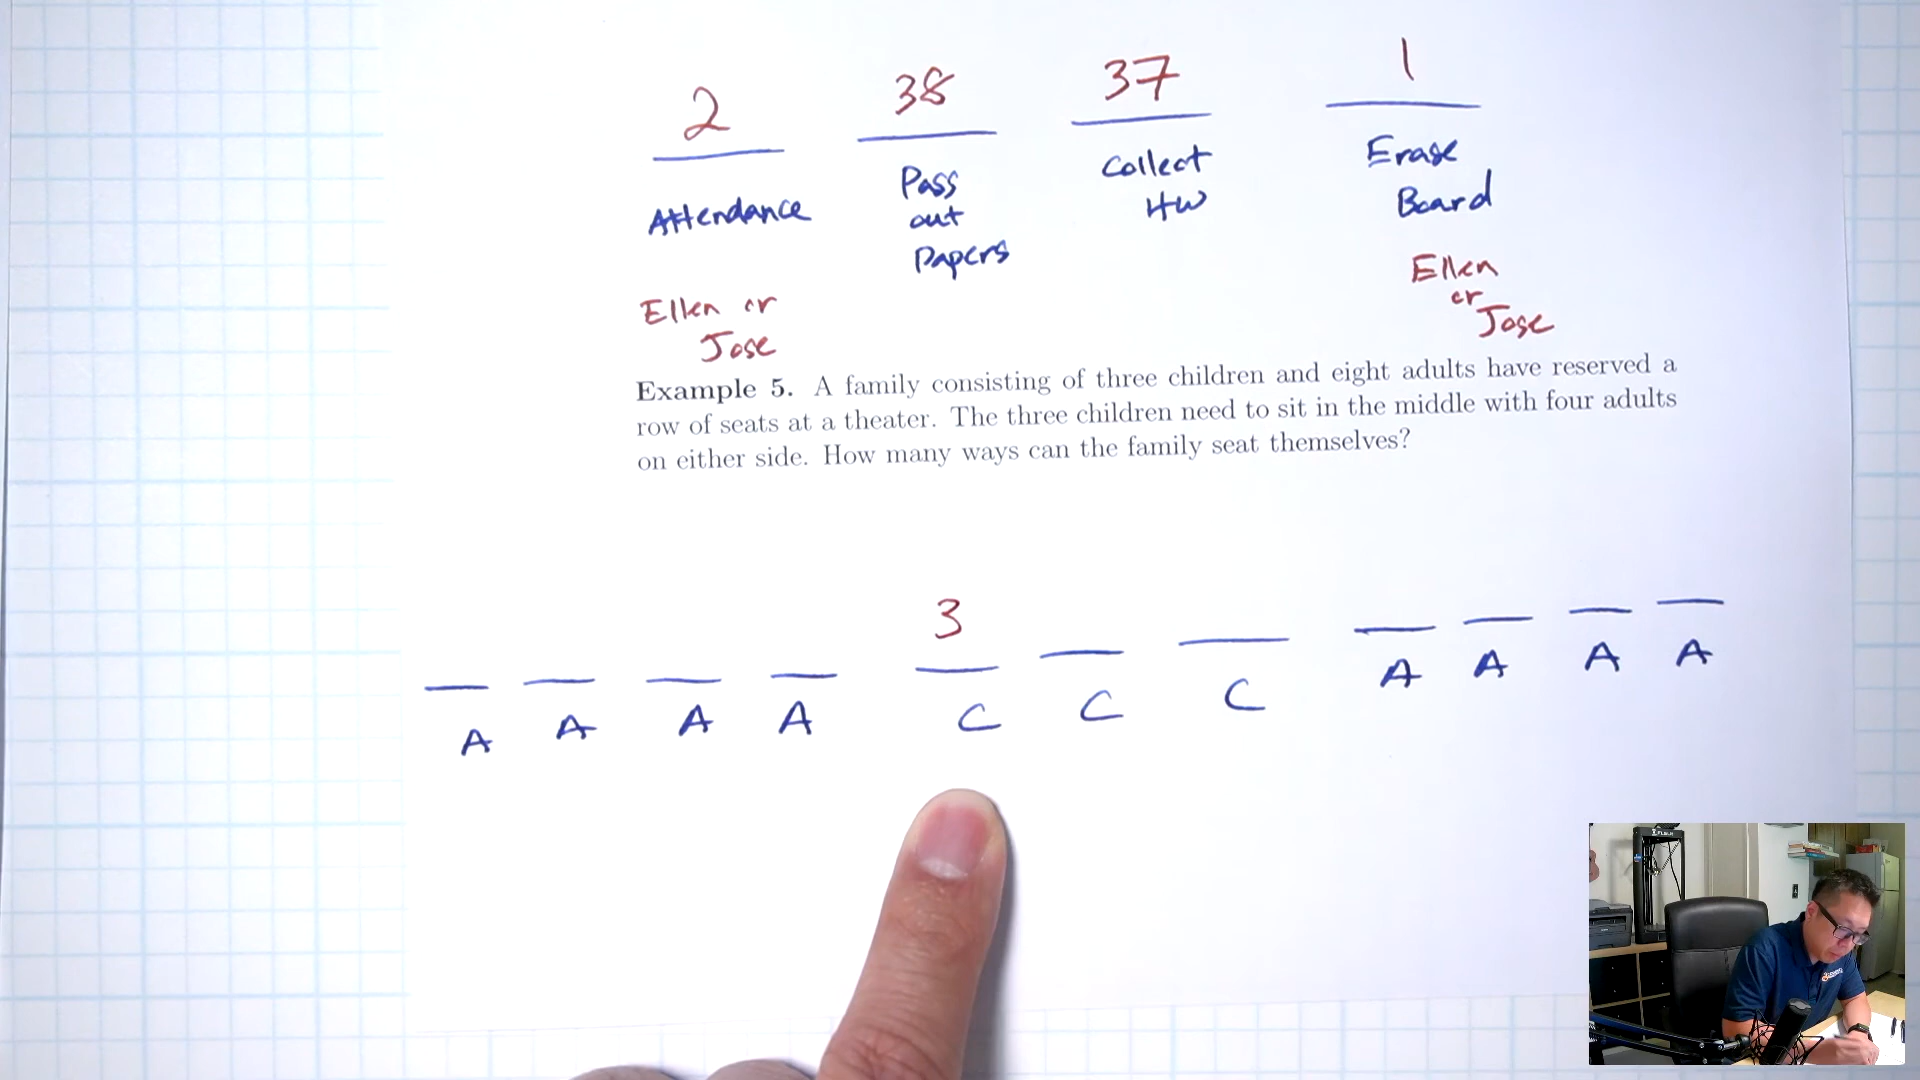 2 38 37 1
Attendance
Pass
out
Papers
Collect
HW
Erase
Board
Ellen or
Jose
Ellen
or
Jose
Example 5. A family consisting of three children and eight adults have reserved a
row of seats at a theater. The three children need to sit in the middle with four adults
on either side. How many ways can the family seat themselves?
3
A A A A C C C A A A A